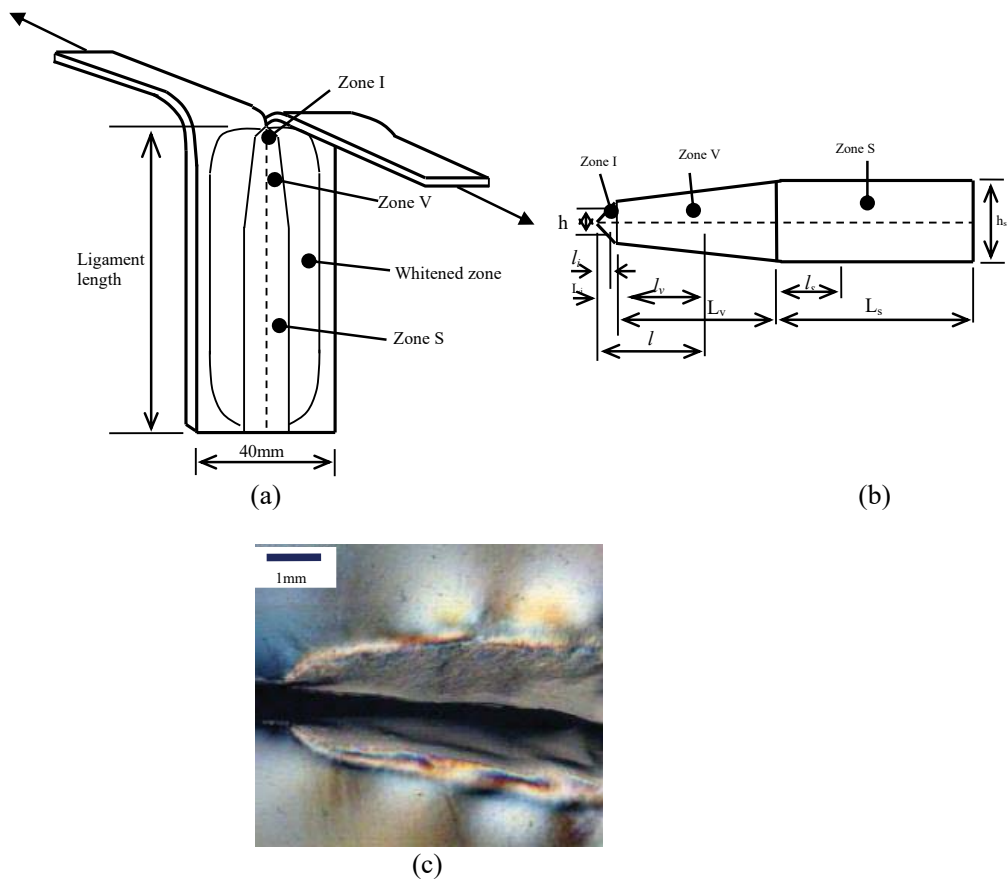 Zone I
Zone V
Ligament
length
Whitened zone
Zone S
40mm
(a)
Zone I
Zone V
Zone S
h
hₛ
lᵢ
Lᵢ
lᵥ
lₛ
Lᵥ
Lₛ
l
(b)
1mm
(c)